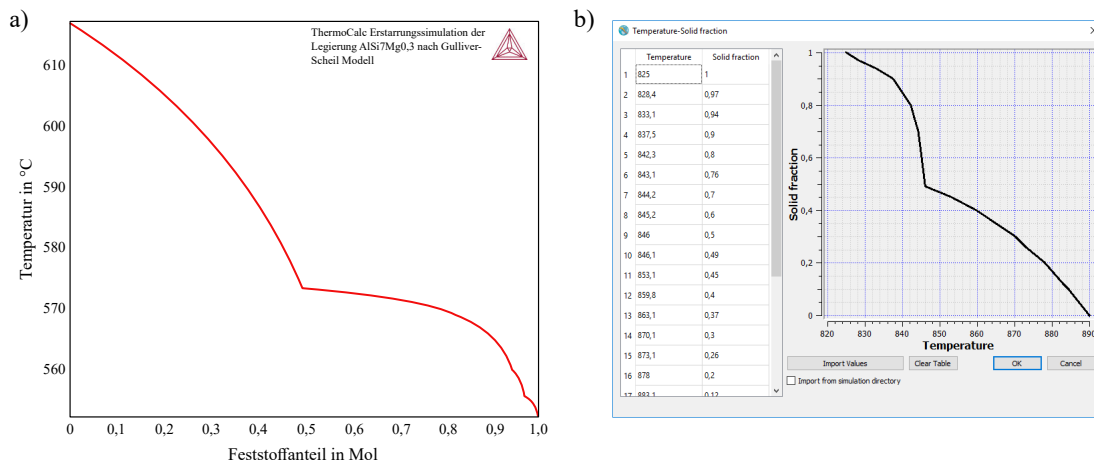 a)
ThermoCalc Erstarrungssimulation der
Legierung AlSi7Mg0,3 nach Gulliver-
Scheil Modell
Temperatur in °C
610
600
590
580
570
560
0 0,1 0,2 0,3 0,4 0,5 0,6 0,7 0,8 0,9 1,0
Feststoffanteil in Mol
b)
Temperature-Solid fraction
Temperature Solid fraction
1 825 1
2 828,4 0,97
3 833,1 0,94
4 837,5 0,9
5 842,3 0,8
6 843,1 0,76
7 844,2 0,7
8 845,2 0,6
9 846 0,5
10 846,1 0,49
11 853,1 0,45
12 859,8 0,4
13 863,1 0,37
14 870,1 0,3
15 873,1 0,26
16 878 0,2
17 883,1 0,12
Solid fraction
1
0,8
0,6
0,4
0,2
0
820 830 840 850 860 870 880 890
Temperature
Import Values Clear Table OK Cancel
Import from simulation directory